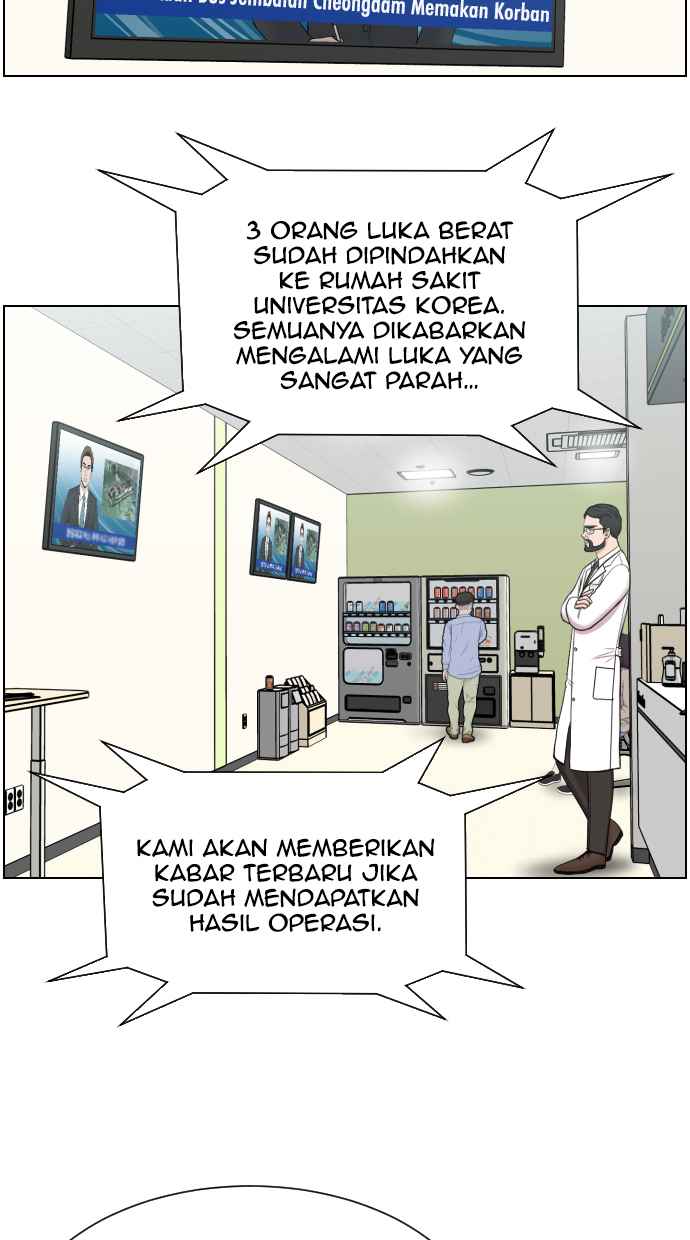 Bus Jembatan Cheongdam Memakan Korban
3 ORANG LUKA BERAT
SUDAH DIPINDAHKAN
KE RUMAH SAKIT
UNIVERSITAS KOREA.
SEMUANYA DIKABARKAN
MENGALAMI LUKA YANG
SANGAT PARAH...
KAMI AKAN MEMBERIKAN
KABAR TERBARU JIKA
SUDAH MENDAPATKAN
HASIL OPERASI.